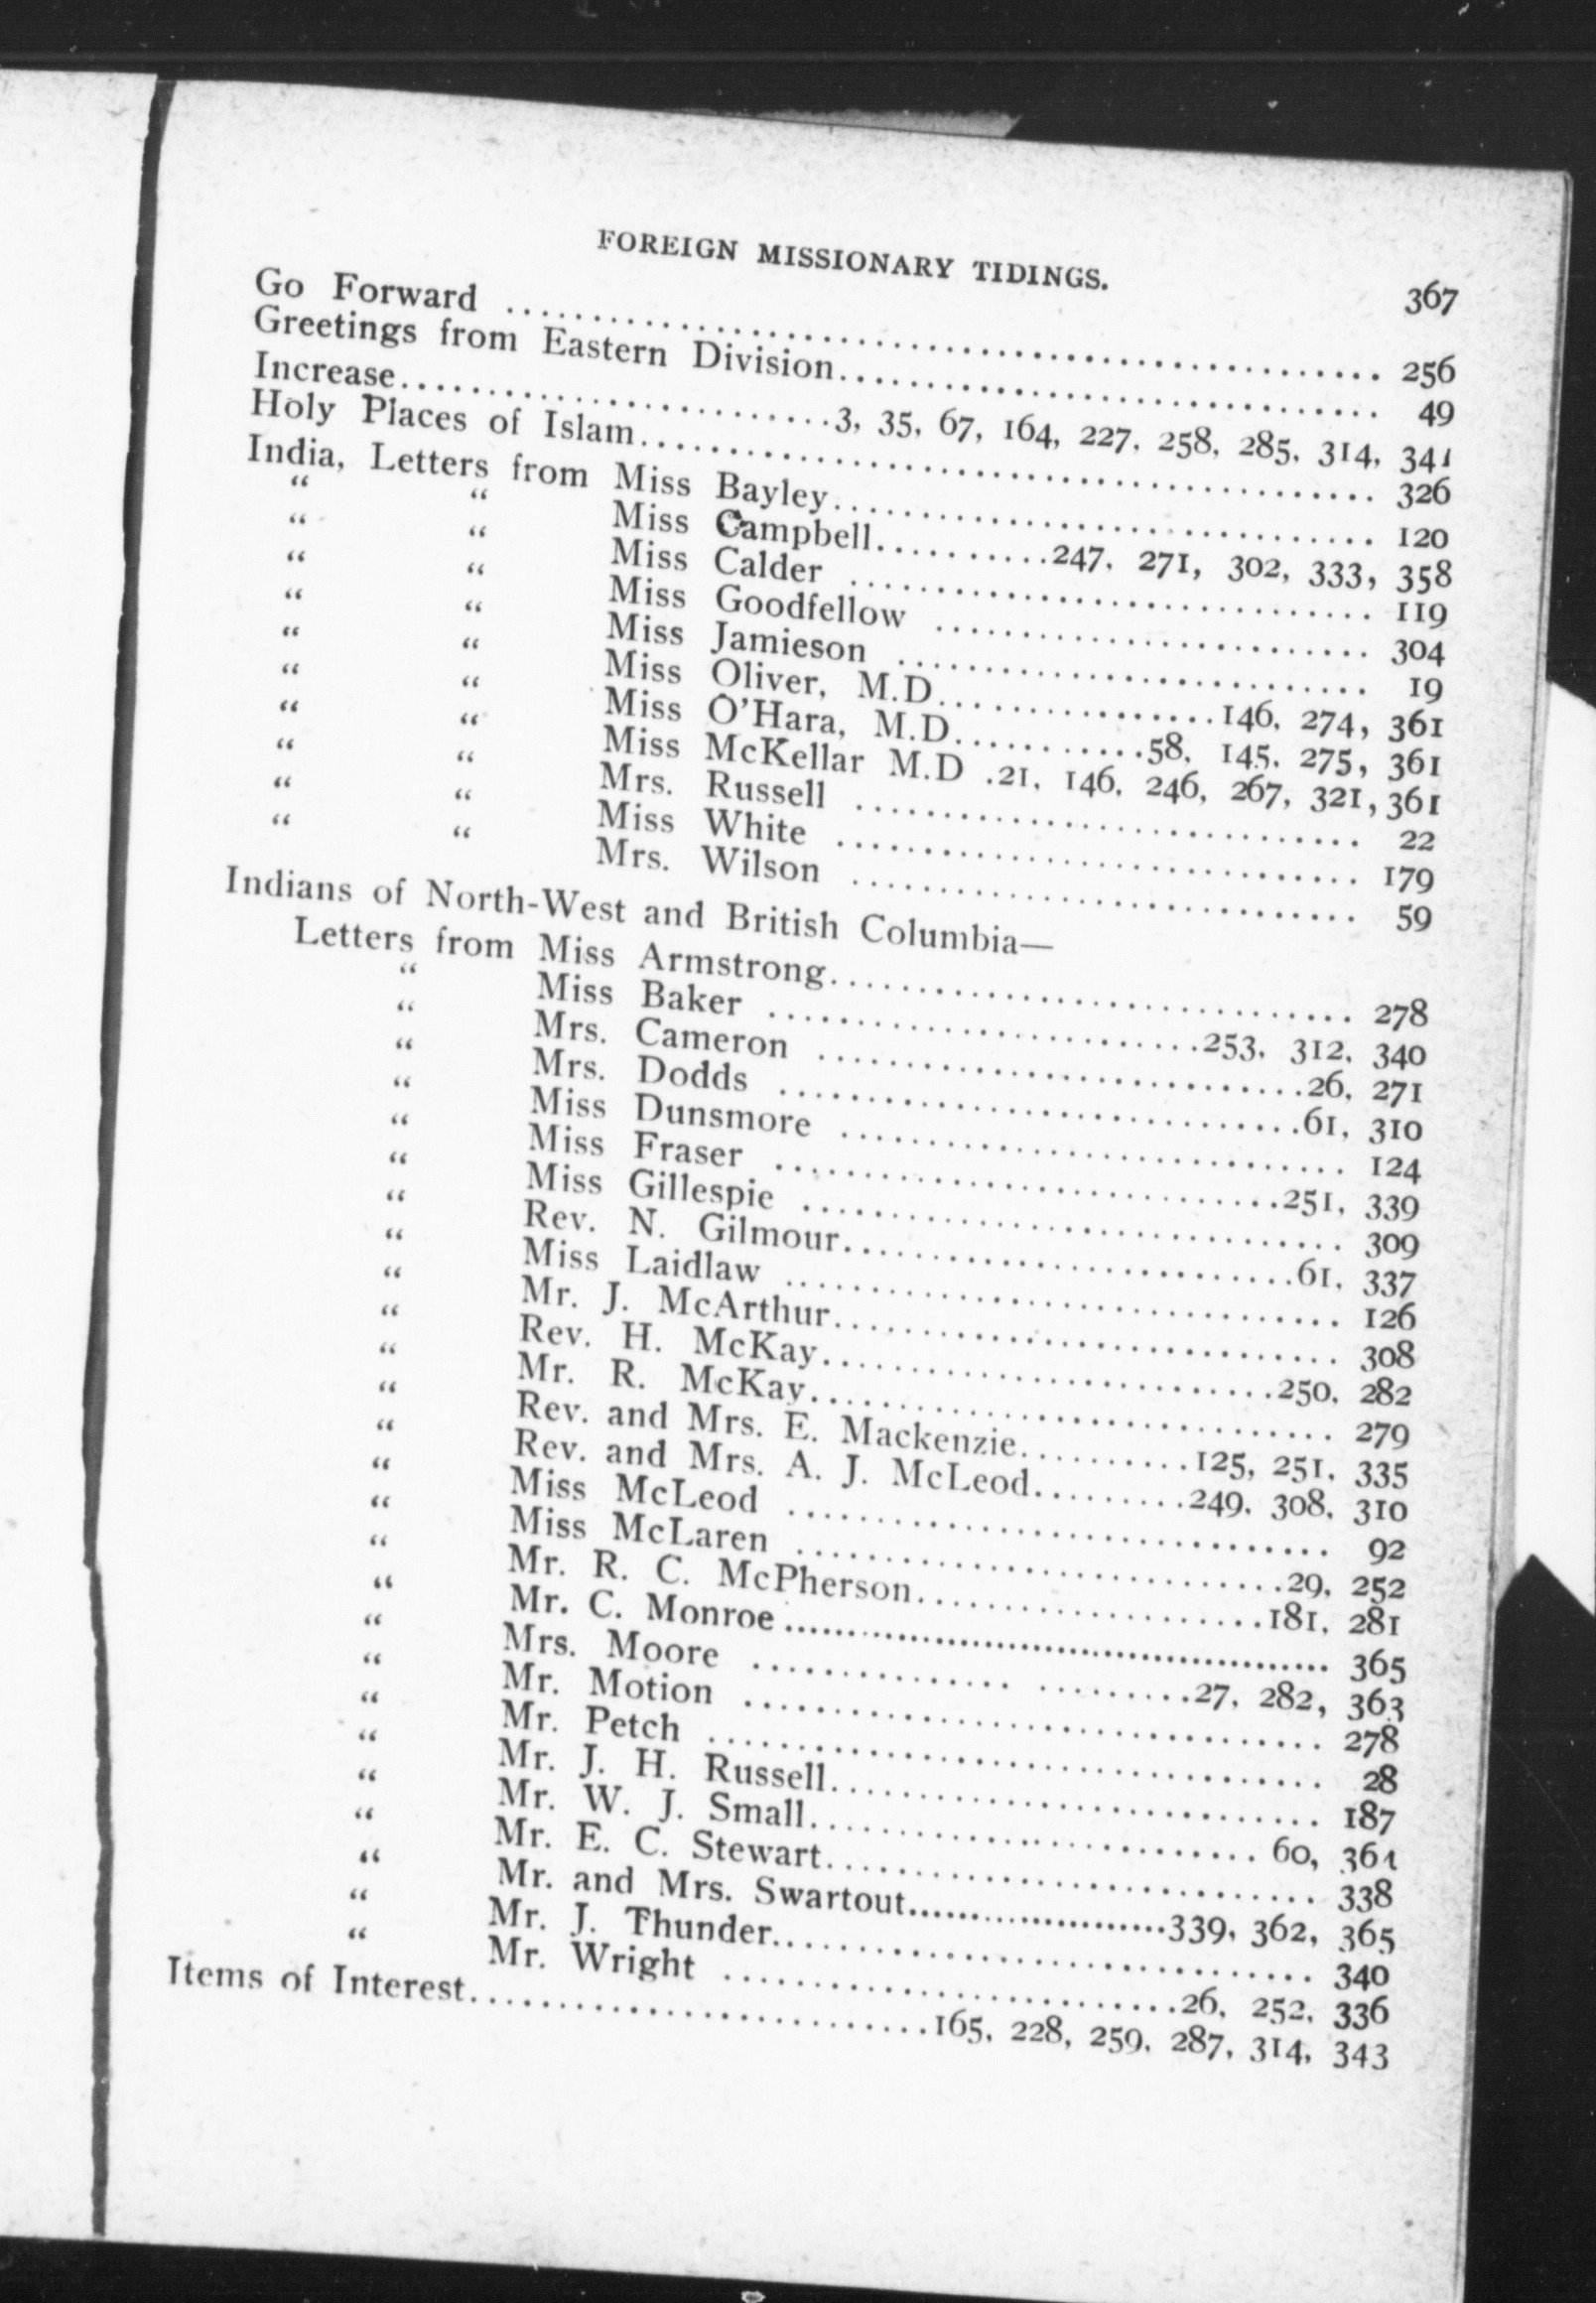 FOREIGN MISSIONARY TIDINGS. 367
Go Forward ........ 256
Greetings from Eastern Division........ 49
Increase........3, 35, 67, 164, 227, 258, 285, 314, 341
Holy Places of Islam........ 326
India, Letters from Miss Bayley........ 120
“ “ Miss Campbell........247, 271, 302, 333, 358
“ “ Miss Calder ........ 119
“ “ Miss Goodfellow ........ 304
“ “ Miss Jamieson ........ 19
“ “ Miss Oliver, M.D........146, 274, 361
“ “ Miss O'Hara, M.D........58, 145, 275, 361
“ “ Miss McKellar M.D .21, 146, 246, 267, 321, 361
“ “ Mrs. Russell ........ 22
“ “ Miss White ........ 179
“ “ Mrs. Wilson ........ 59
Indians of North-West and British Columbia—
Letters from Miss Armstrong........ 278
“ Miss Baker ........253, 312, 340
“ Mrs. Cameron ........26, 271
“ Mrs. Dodds ........61, 310
“ Miss Dunsmore ........ 124
“ Miss Fraser ........251, 339
“ Miss Gillespie ........ 309
“ Rev. N. Gilmour........61, 337
“ Miss Laidlaw ........ 126
“ Mr. J. McArthur........ 308
“ Rev. H. McKay........250, 282
“ Mr. R. McKay........ 279
“ Rev. and Mrs. E. Mackenzie........125, 251, 335
“ Rev. and Mrs. A. J. McLeod........249, 308, 310
“ Miss McLeod ........ 92
“ Miss McLaren ........29, 252
“ Mr. R. C. McPherson........181, 281
“ Mr. C. Monroe ........ 365
“ Mrs. Moore ........27, 282, 363
“ Mr. Motion ........ 278
“ Mr. Petch ........ 28
“ Mr. J. H. Russell........ 187
“ Mr. W. J. Small........ 60, 361
“ Mr. E. C. Stewart........ 338
“ Mr. and Mrs. Swartout........339, 362, 365
“ Mr. J. Thunder........ 340
“ Mr. Wright ........26, 252, 336
Items of Interest........165, 228, 259, 287, 314, 343